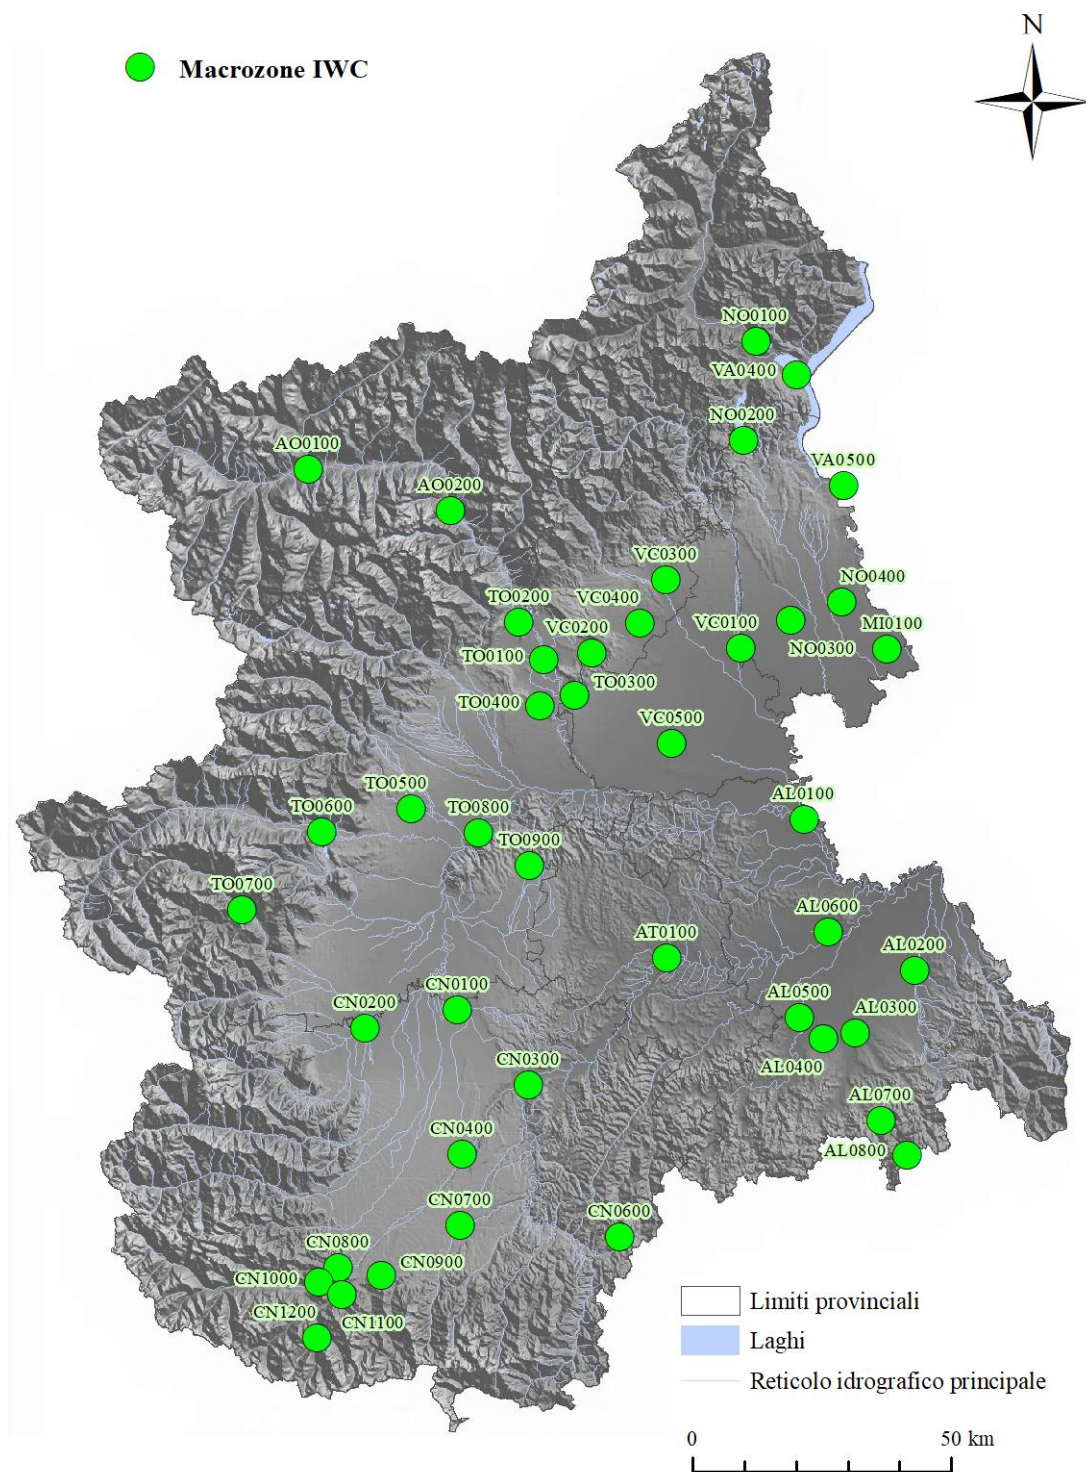 N
Macrozone IWC
NO0100
VA0400
NO0200
AO0100
VA0500
AO0200
VC0300
NO0400
TO0200
VC0400
VC0200
VC0100
MI0100
NO0300
TO0100
TO0300
TO0400
VC0500
TO0500
TO0600
TO0800
AL0100
TO0900
TO0700
AL0600
AT0100
AL0200
CN0200
CN0100
AL0500
AL0300
AL0400
CN0300
AL0700
CN0400
AL0800
CN0700
CN0600
CN0800
CN0900
CN1000
CN1200
CN1100
Limiti provinciali
Laghi
Reticolo idrografico principale
0 50 km